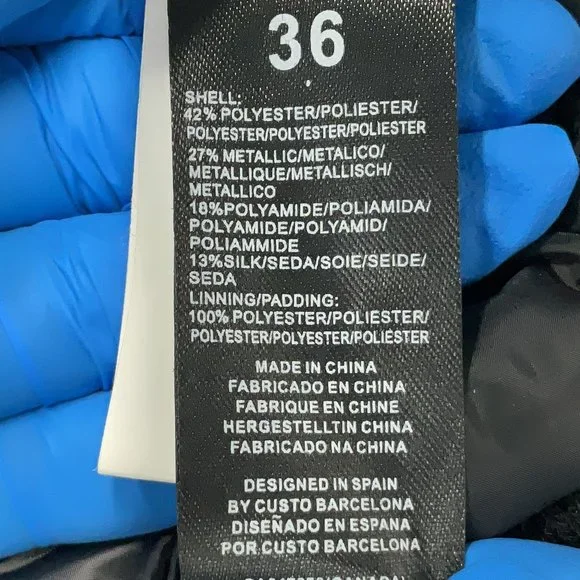 36
SHELL:
42% POLYESTER/POLIESTER/
POLYESTER/POLYESTER/POLIESTER
27% METALLIC/METALICO/
METALLIQUE/METALLISCH/
METALLICO
18%POLYAMIDE/POLIAMIDA/
POLYAMIDE/POLYAMID/
POLIAMMIDE
13%SILK/SEDA/SOIE/SEIDE/
SEDA
LINNING/PADDING:
100% POLYESTER/POLIESTER/
POLYESTER/POLYESTER/POLIESTER
MADE IN CHINA
FABRICADO EN CHINA
FABRIQUE EN CHINE
HERGESTELLTIN CHINA
FABRICADO NA CHINA
DESIGNED IN SPAIN
BY CUSTO BARCELONA
DISEÑADO EN ESPAÑA
POR CUSTO BARCELONA